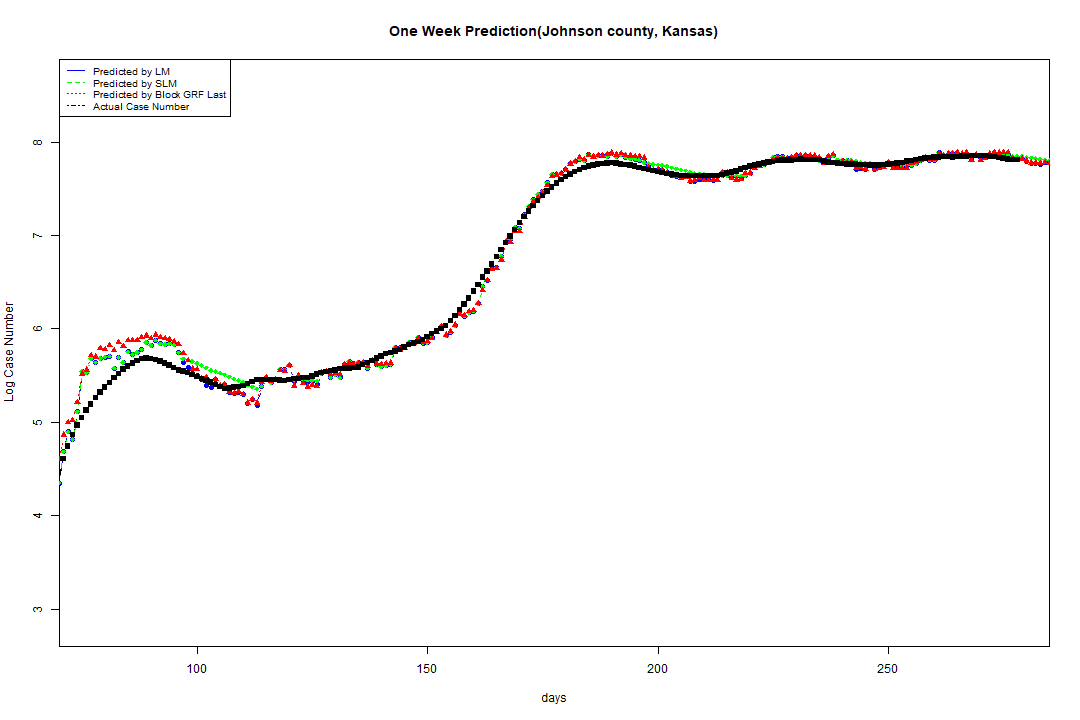 One Week Prediction(Johnson county, Kansas)
Predicted by LM
Predicted by SLM
Predicted by Block GRF Last
Actual Case Number
8
7
6
5
4
3
Log Case Number
100 150 200 250
days